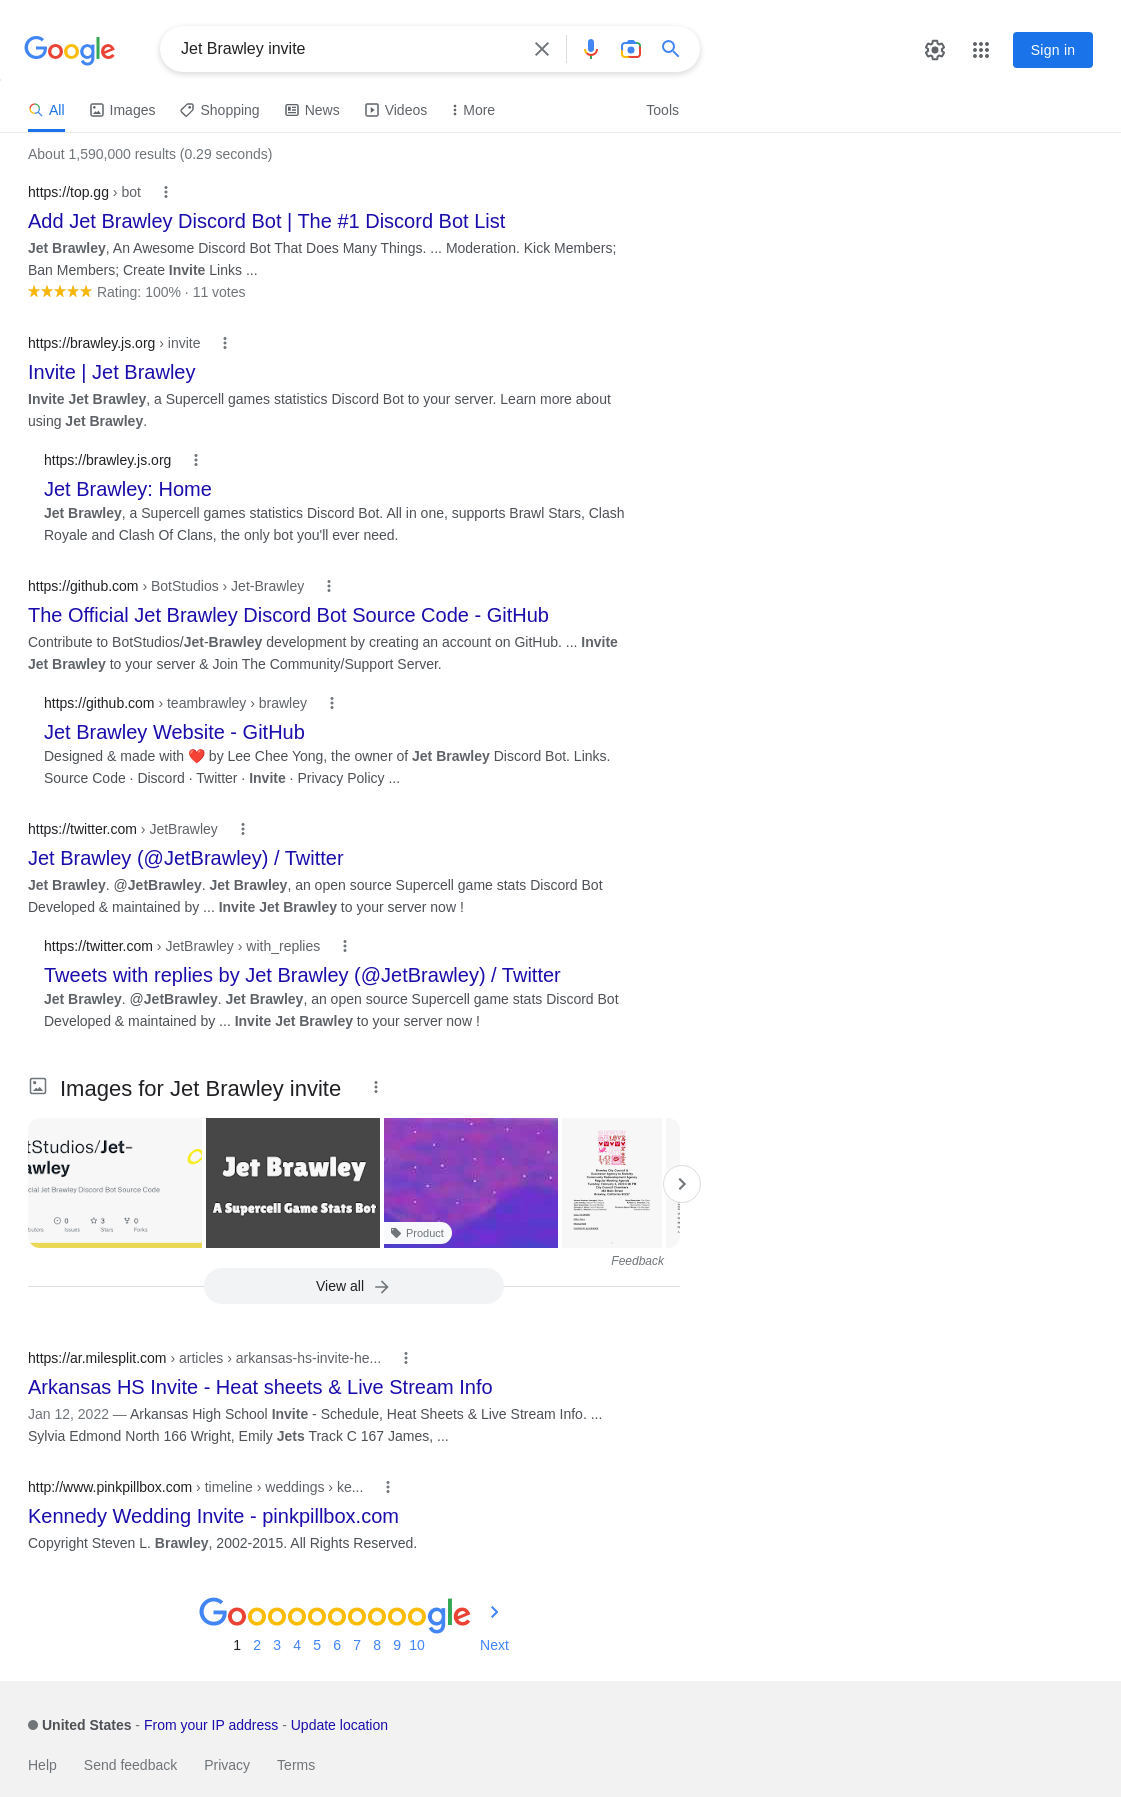 Google
Jet Brawley invite
Sign in
All Images Shopping News Videos More Tools
About 1,590,000 results (0.29 seconds)
https://top.gg › bot
Add Jet Brawley Discord Bot | The #1 Discord Bot List
Jet Brawley, An Awesome Discord Bot That Does Many Things. ... Moderation. Kick Members;
Ban Members; Create Invite Links ...
Rating: 100% · 11 votes
https://brawley.js.org › invite
Invite | Jet Brawley
Invite Jet Brawley, a Supercell games statistics Discord Bot to your server. Learn more about
using Jet Brawley.
https://brawley.js.org
Jet Brawley: Home
Jet Brawley, a Supercell games statistics Discord Bot. All in one, supports Brawl Stars, Clash
Royale and Clash Of Clans, the only bot you'll ever need.
https://github.com › BotStudios › Jet-Brawley
The Official Jet Brawley Discord Bot Source Code - GitHub
Contribute to BotStudios/Jet-Brawley development by creating an account on GitHub. ... Invite
Jet Brawley to your server & Join The Community/Support Server.
https://github.com › teambrawley › brawley
Jet Brawley Website - GitHub
Designed & made with ❤️ by Lee Chee Yong, the owner of Jet Brawley Discord Bot. Links.
Source Code · Discord · Twitter · Invite · Privacy Policy ...
https://twitter.com › JetBrawley
Jet Brawley (@JetBrawley) / Twitter
Jet Brawley. @JetBrawley. Jet Brawley, an open source Supercell game stats Discord Bot
Developed & maintained by ... Invite Jet Brawley to your server now !
https://twitter.com › JetBrawley › with_replies
Tweets with replies by Jet Brawley (@JetBrawley) / Twitter
Jet Brawley. @JetBrawley. Jet Brawley, an open source Supercell game stats Discord Bot
Developed & maintained by ... Invite Jet Brawley to your server now !
Images for Jet Brawley invite
tStudios/Jet-
awley
cial Jet Brawley Discord Bot Source Code
0 3 0
Issues Stars Forks
Jet Brawley
A Supercell Game Stats Bot
Product
Feedback
View all
https://ar.milesplit.com › articles › arkansas-hs-invite-he...
Arkansas HS Invite - Heat sheets & Live Stream Info
Jan 12, 2022 — Arkansas High School Invite - Schedule, Heat Sheets & Live Stream Info. ...
Sylvia Edmond North 166 Wright, Emily Jets Track C 167 James, ...
http://www.pinkpillbox.com › timeline › weddings › ke...
Kennedy Wedding Invite - pinkpillbox.com
Copyright Steven L. Brawley, 2002-2015. All Rights Reserved.
Goooooooooogle
1 2 3 4 5 6 7 8 9 10 Next
United States - From your IP address - Update location
Help Send feedback Privacy Terms